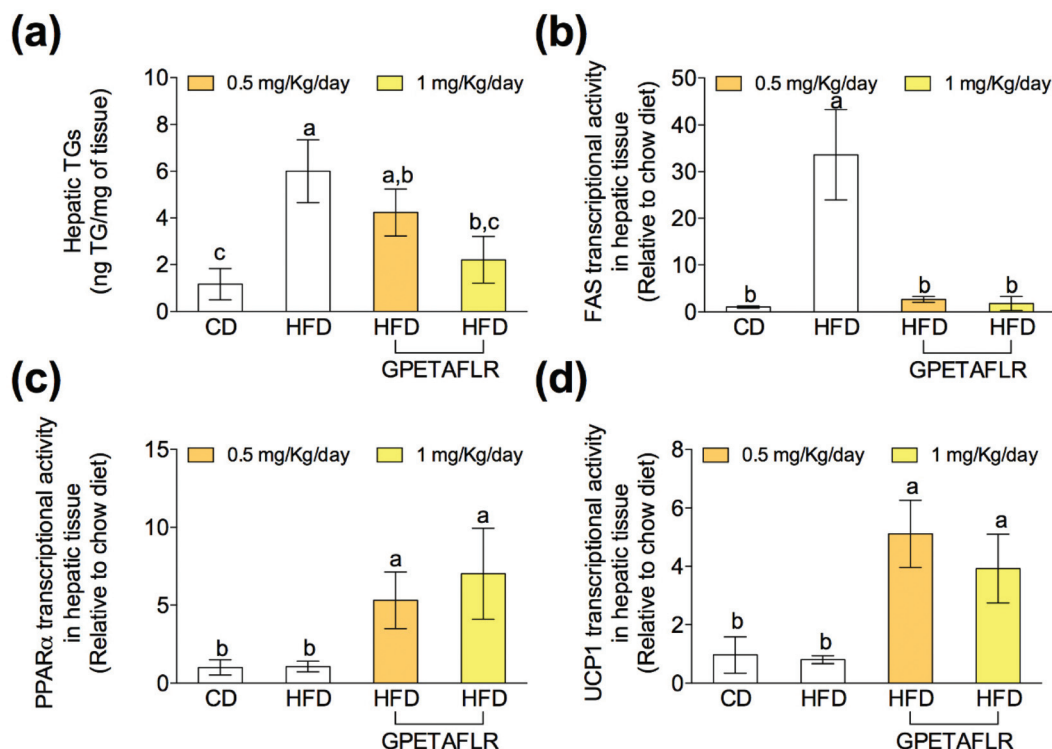 (a)
Hepatic TGs
(ng TG/mg of tissue)
10
8
6
4
2
0
0.5 mg/Kg/day
1 mg/Kg/day
c
a
a,b
b,c
CD
HFD
HFD
HFD
GPETAFLR
(b)
FAS transcriptional activity
in hepatic tissue
(Relative to chow diet)
50
40
30
20
10
0
0.5 mg/Kg/day
1 mg/Kg/day
b
a
b
b
CD
HFD
HFD
HFD
GPETAFLR
(c)
PPARα transcriptional activity
in hepatic tissue
(Relative to chow diet)
15
10
5
0
0.5 mg/Kg/day
1 mg/Kg/day
b
b
a
a
CD
HFD
HFD
HFD
GPETAFLR
(d)
UCP1 transcriptional activity
in hepatic tissue
(Relative to chow diet)
8
6
4
2
0
0.5 mg/Kg/day
1 mg/Kg/day
b
b
a
a
CD
HFD
HFD
HFD
GPETAFLR